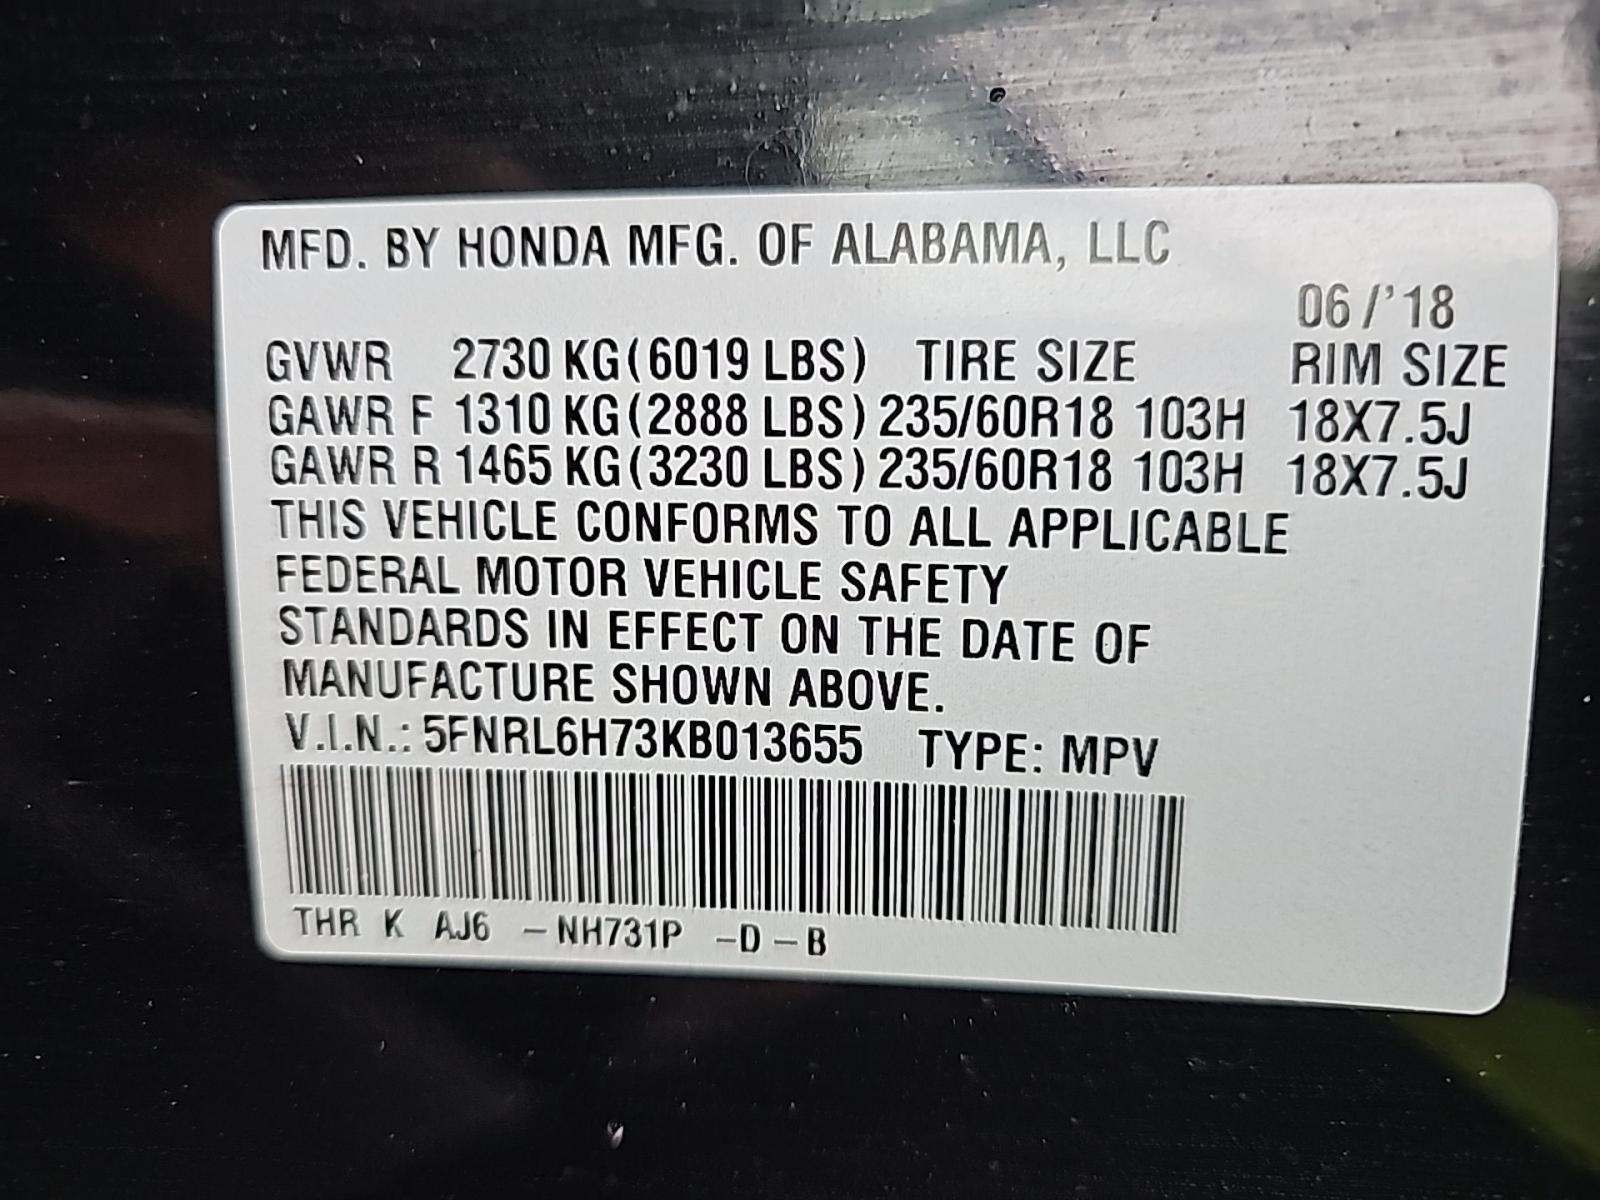 MFD. BY HONDA MFG. OF ALABAMA, LLC
06/'18
GVWR 2730 KG(6019 LBS) TIRE SIZE RIM SIZE
GAWR F 1310 KG(2888 LBS) 235/60R18 103H 18X7.5J
GAWR R 1465 KG(3230 LBS) 235/60R18 103H 18X7.5J
THIS VEHICLE CONFORMS TO ALL APPLICABLE
FEDERAL MOTOR VEHICLE SAFETY
STANDARDS IN EFFECT ON THE DATE OF
MANUFACTURE SHOWN ABOVE.
V.I.N.: 5FNRL6H73KB013655 TYPE: MPV
THR K AJ6 -NH731P -D-B